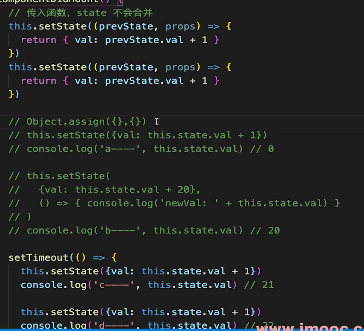 componentDidMount() {
// 传入函数, state 不会合并
this.setState((prevState, props) => {
return { val: prevState.val + 1 }
})
this.setState((prevState, props) => {
return { val: prevState.val + 1 }
})
// Object.assign({},{})
// this.setState({val: this.state.val + 1})
// console.log('a----', this.state.val) // 0
// this.setState(
// {val: this.state.val + 20},
// () => { console.log('newVal: ' + this.state.val) }
// )
// console.log('b----', this.state.val) // 20
setTimeout(() => {
this.setState({val: this.state.val + 1})
console.log('c----', this.state.val) // 21
this.setState({val: this.state.val + 1})
console.log('d----', this.state.val) // 22